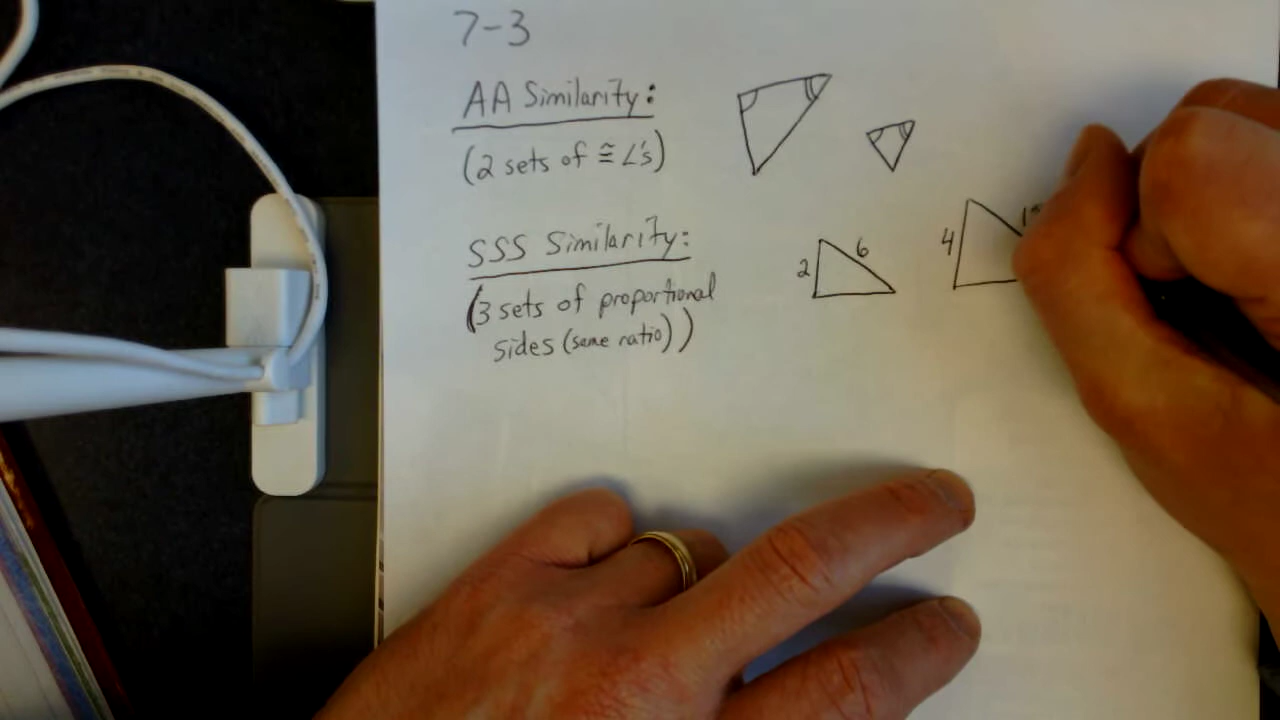 7-3
AA Similarity:
(2 sets of ≅ ∠'s)
SSS Similarity:
(3 sets of proportional
sides (same ratio))
2
6
4